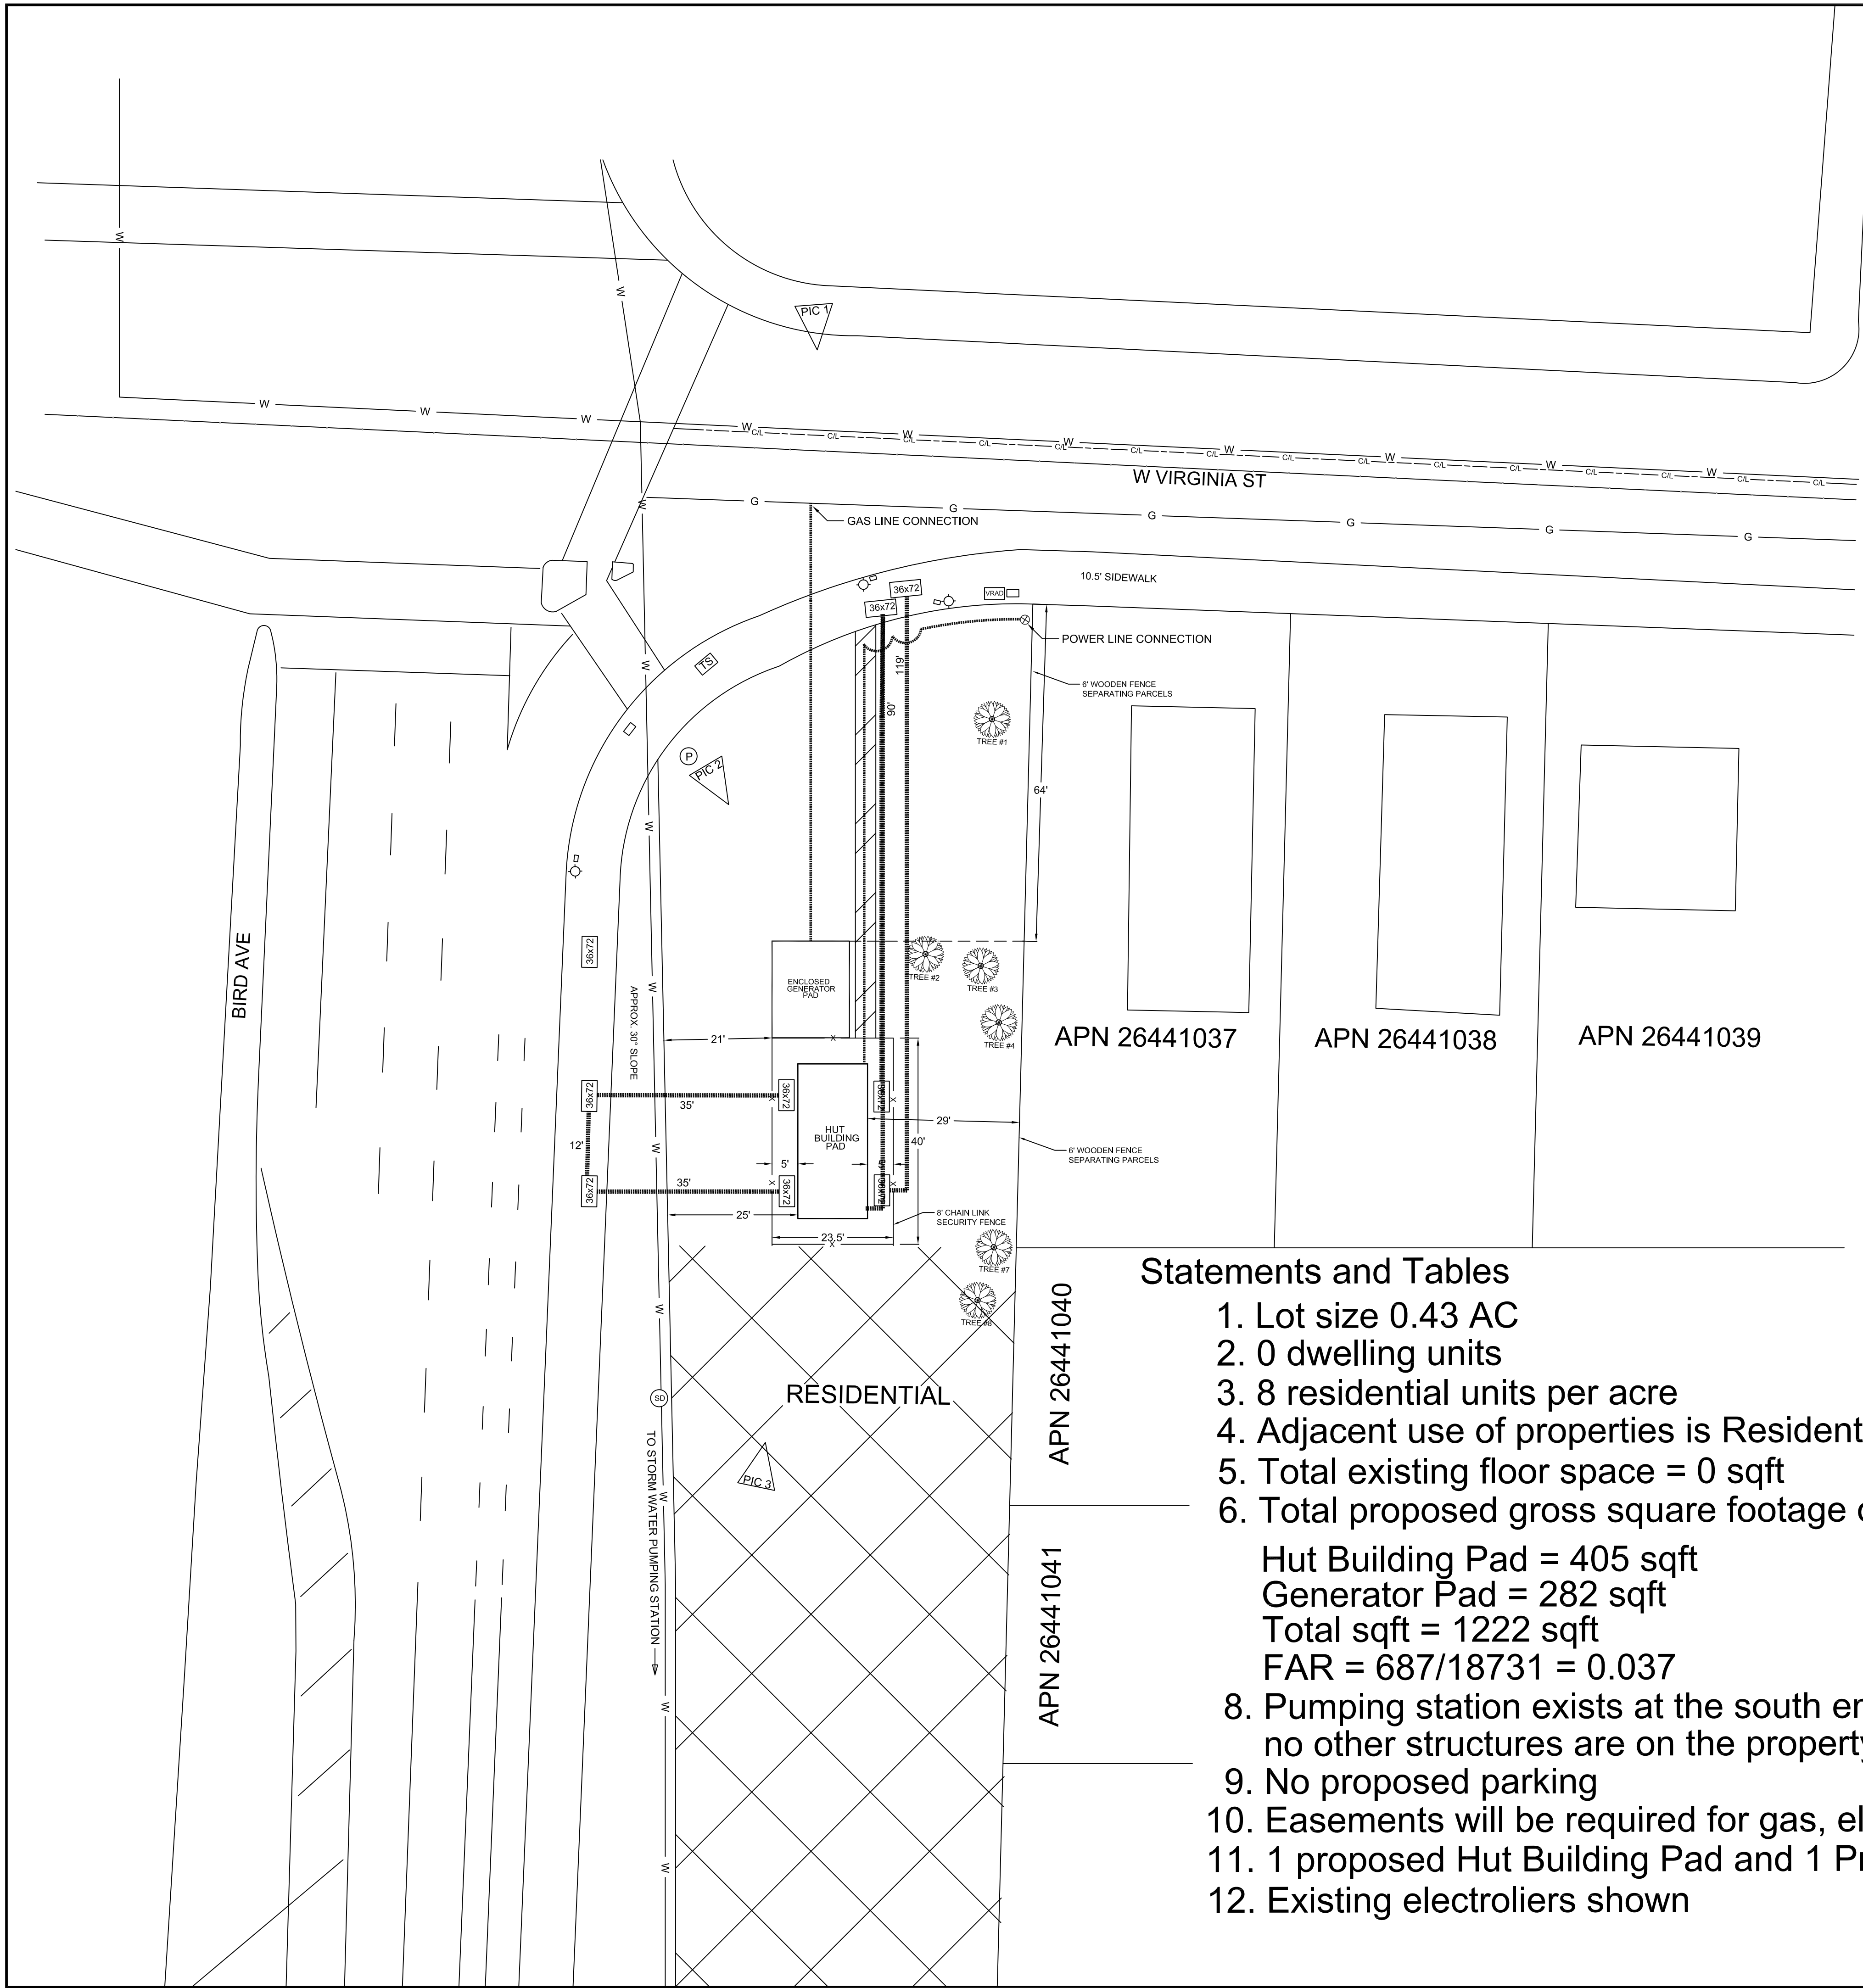 W
W
PIC 1
W W W W W W W W W W
C/L C/L C/L C/L C/L C/L C/L C/L C/L C/L C/L C/L C/L C/L C/L
W VIRGINIA ST
W
G G G G G G
GAS LINE CONNECTION
10.5' SIDEWALK
36x72
36x72
VRAD
POWER LINE CONNECTION
TS
W
119'
90'
6' WOODEN FENCE
SEPARATING PARCELS
TREE #1
P
PIC 2
64'
W
BIRD AVE
36x72
ENCLOSED
GENERATOR
PAD
TREE #2
TREE #3
TREE #4
W
APPROX. 30° SLOPE
21'
X
APN 26441037
APN 26441038
APN 26441039
36x72
35'
36x72
X
36x72
X
12'
HUT
BUILDING
PAD
29'
40'
W
6' WOODEN FENCE
SEPARATING PARCELS
5'
5'
36x72
35'
36x72
X
36x72
X
25'
23.5'
X
8' CHAIN LINK
SECURITY FENCE
TREE #7
TREE #8
W
RESIDENTIAL
SD
TO STORM WATER PUMPING STATION
PIC 3
W
W
W
W
APN 26441040
APN 26441041
Statements and Tables
1. Lot size 0.43 AC
2. 0 dwelling units
3. 8 residential units per acre
4. Adjacent use of properties is Resident
5. Total existing floor space = 0 sqft
6. Total proposed gross square footage
Hut Building Pad = 405 sqft
Generator Pad = 282 sqft
Total sqft = 1222 sqft
FAR = 687/18731 = 0.037
8. Pumping station exists at the south
no other structures are on the property
9. No proposed parking
10. Easements will be required for gas, el
11. 1 proposed Hut Building Pad and 1 Pr
12. Existing electroliers shown